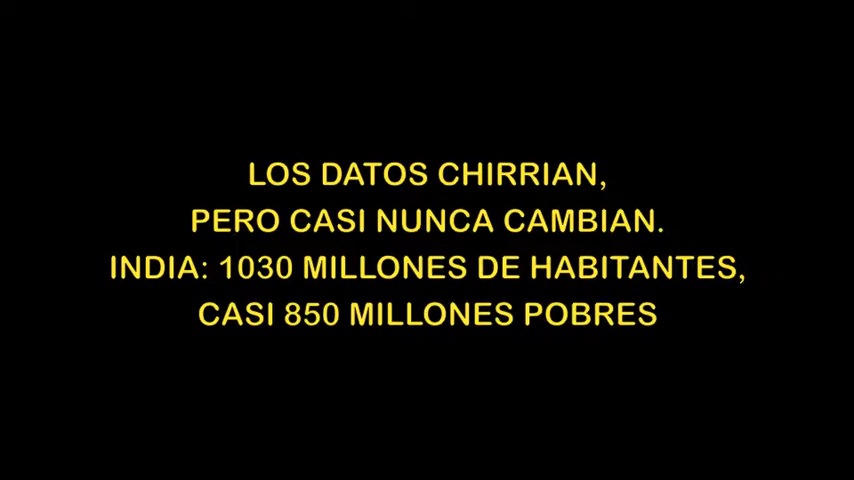 LOS DATOS CHIRRIAN,
PERO CASI NUNCA CAMBIAN.
INDIA: 1030 MILLONES DE HABITANTES,
CASI 850 MILLONES POBRES